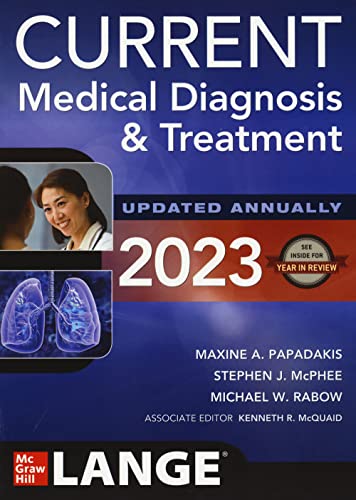 CURRENT
Medical Diagnosis
& Treatment
UPDATED ANNUALLY
2023
SEE
INSIDE FOR
YEAR IN REVIEW
MAXINE A. PAPADAKIS
STEPHEN J. McPHEE
MICHAEL W. RABOW
ASSOCIATE EDITOR KENNETH R. McQUAID
Mc
Graw
Hill
LANGE®